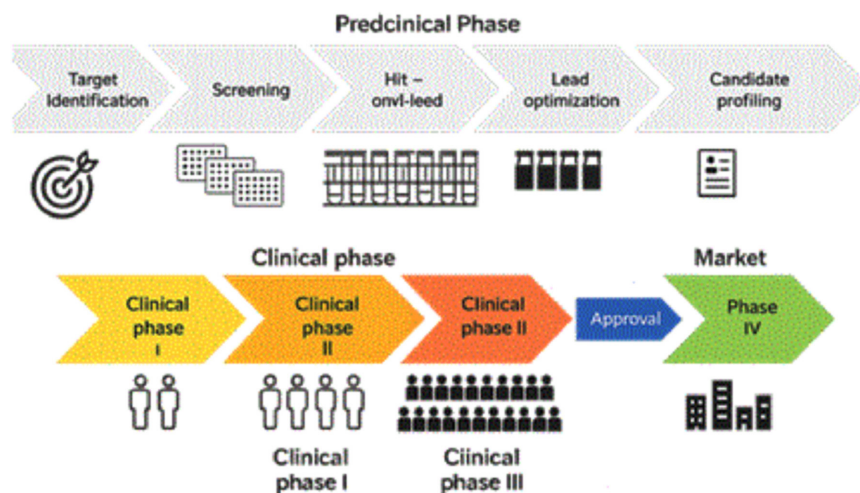 Predcinical Phase
Target
Identification
Screening
Hit –
onvl-leed
Lead
optimization
Candidate
profiling
Clinical phase
Market
Clinical
phase
I
Clinical
phase
II
Clinical
phase II
Approval
Phase
IV
Clinical
phase I
Ciinical
phase III